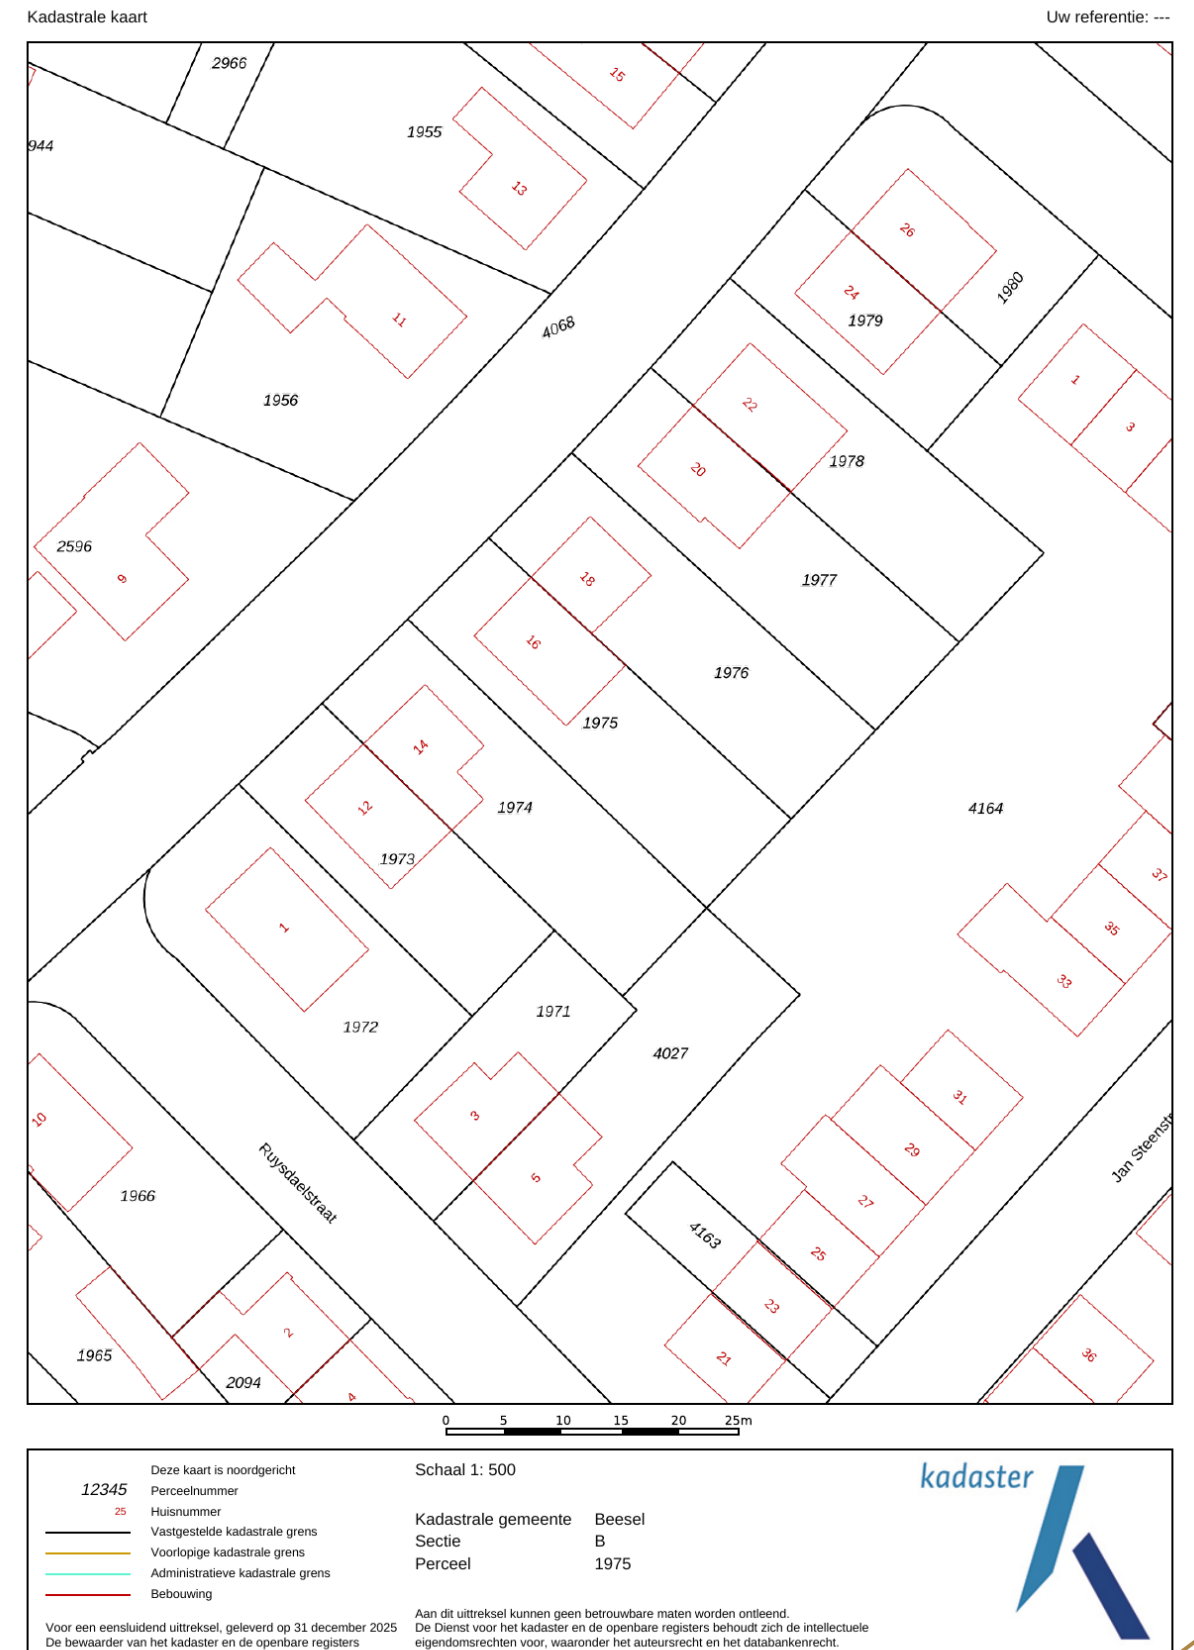 Kadastrale kaart
Uw referentie: ---
2966
15
1955
944
13
26
1980
24
1979
11
4068
1956
22
1
3
20
1978
2596
9
18
1977
16
1976
1975
14
1974
12
1973
4164
37
35
33
1
1972
1971
4027
31
29
27
25
23
21
4163
Jan Steenst
3
5
10
1966
Ruysdaelstraat
2
4
1965
2094
36
0 5 10 15 20 25m
Deze kaart is noordgericht
12345 Perceelnummer
25 Huisnummer
Vastgestelde kadastrale grens
Voorlopige kadastrale grens
Administratieve kadastrale grens
Bebouwing
Voor een eensluidend uittreksel, geleverd op 31 december 2025
De bewaarder van het kadaster en de openbare registers
Schaal 1: 500
Kadastrale gemeente Beesel
Sectie B
Perceel 1975
Aan dit uittreksel kunnen geen betrouwbare maten worden ontleend.
De Dienst voor het kadaster en de openbare registers behoudt zich de intellectuele
eigendomsrechten voor, waaronder het auteursrecht en het databankenrecht.
kadaster